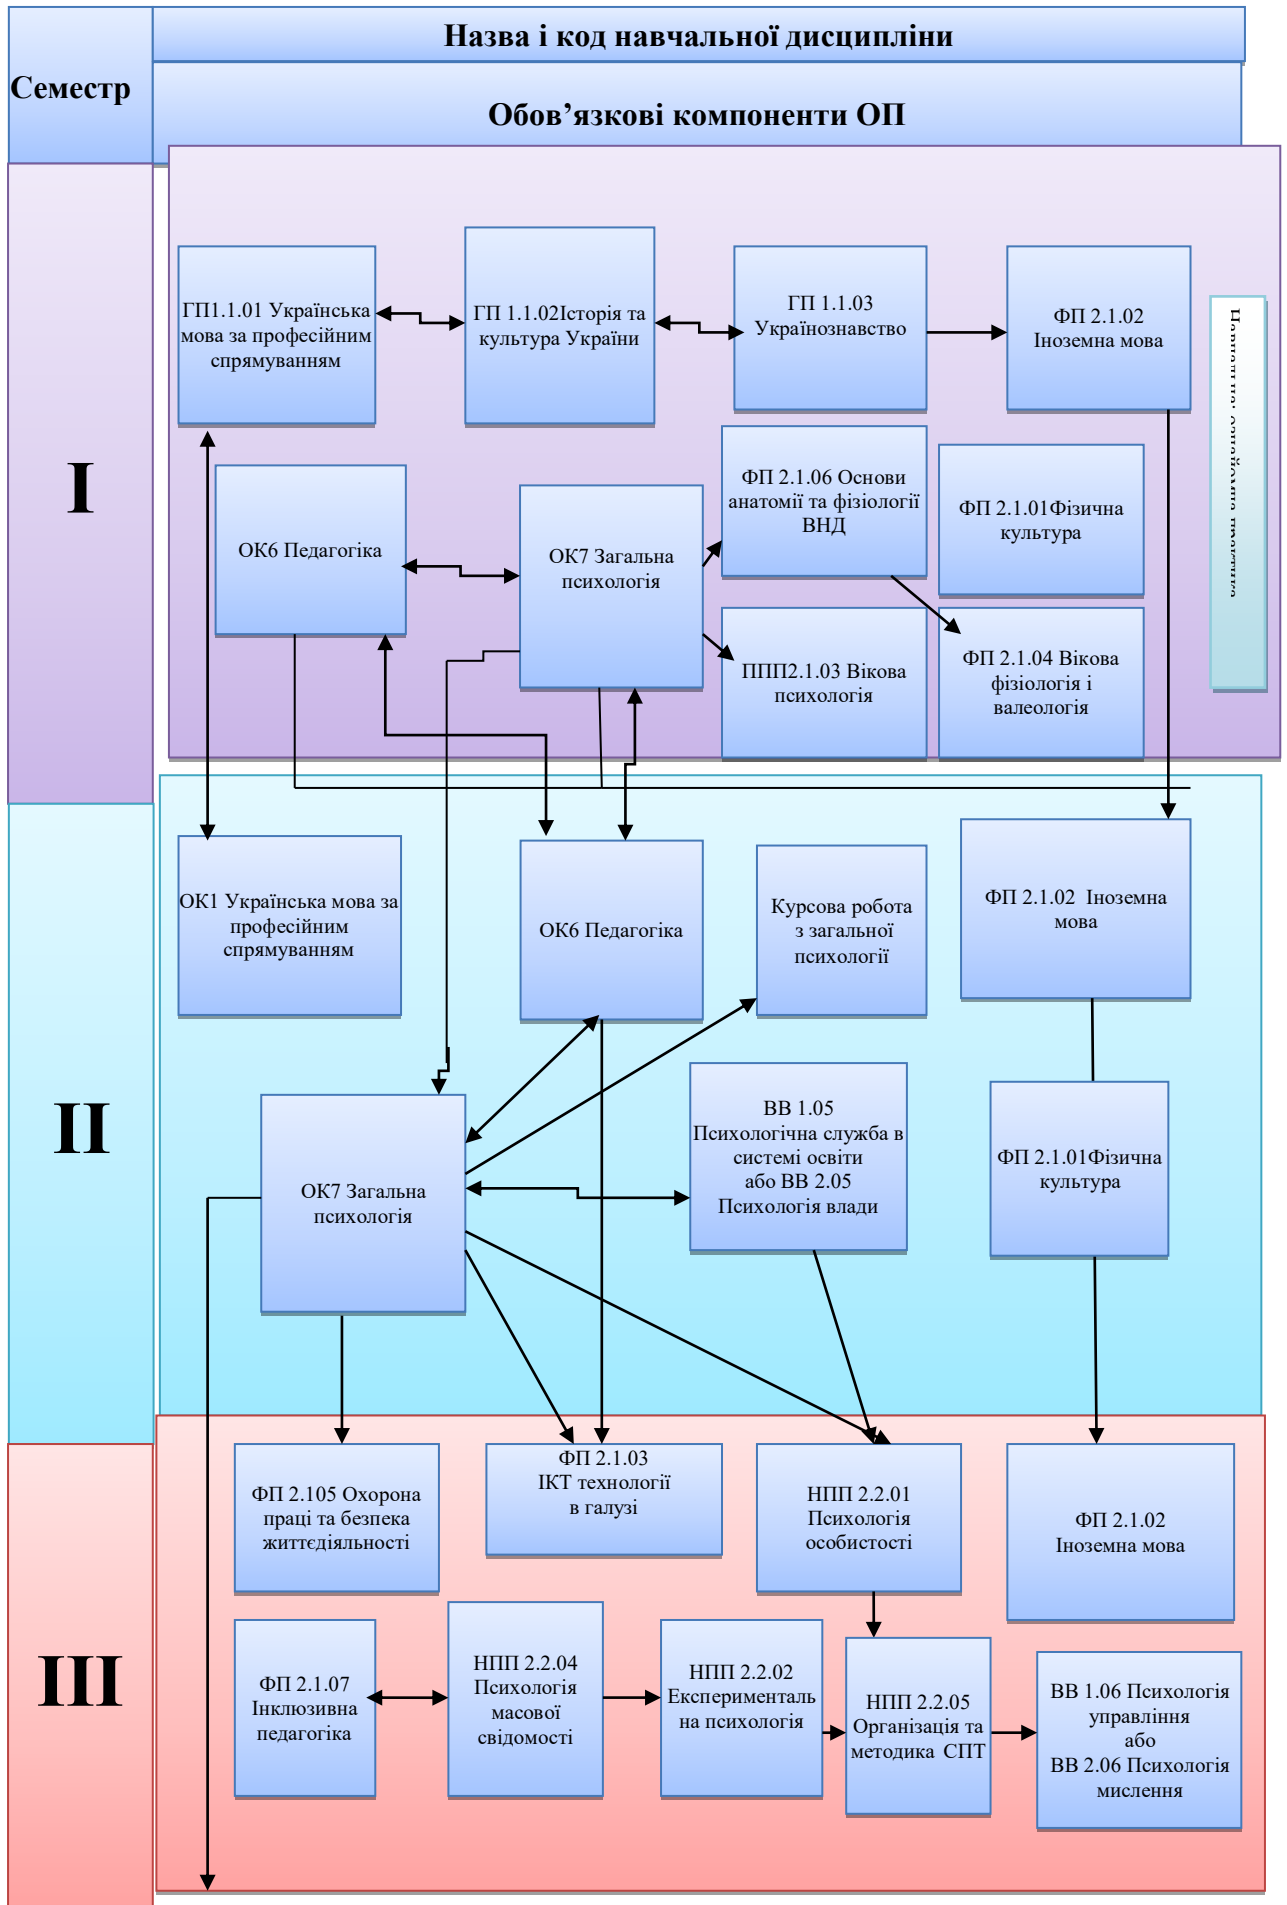 Назва і код навчальної дисципліни
Семестр
Обов’язкові компоненти ОП
I
ГП1.1.01 Українська
мова за професійним
спрямуванням
ГП 1.1.02Історія та
культура України
ГП 1.1.03
Українознавство
ФП 2.1.02
Іноземна мова
ОК6 Педагогіка
ОК7 Загальна
психологія
ФП 2.1.06 Основи
анатомії та фізіології
ВНД
ФП 2.1.01Фізична
культура
ППП2.1.03 Вікова
психологія
ФП 2.1.04 Вікова
фізіологія і
валеологія
II
ОК1 Українська мова за
професійним
спрямуванням
ОК6 Педагогіка
Курсова робота
з загальної
психології
ФП 2.1.02 Іноземна
мова
ОК7 Загальна
психологія
ВВ 1.05
Психологічна служба в
системі освіти
або ВВ 2.05
Психологія влади
ФП 2.1.01Фізична
культура
III
ФП 2.105 Охорона
праці та безпека
життєдіяльності
ФП 2.1.03
ІКТ технології
в галузі
НПП 2.2.01
Психологія
особистості
ФП 2.1.02
Іноземна мова
ФП 2.1.07
Інклюзивна
педагогіка
НПП 2.2.04
Психологія
масової
свідомості
НПП 2.2.02
Эксперименталь
на психологія
НПП 2.2.05
Організація та
методика СПТ
ВВ 1.06 Психологія
управління
або
ВВ 2.06 Психологія
мислення